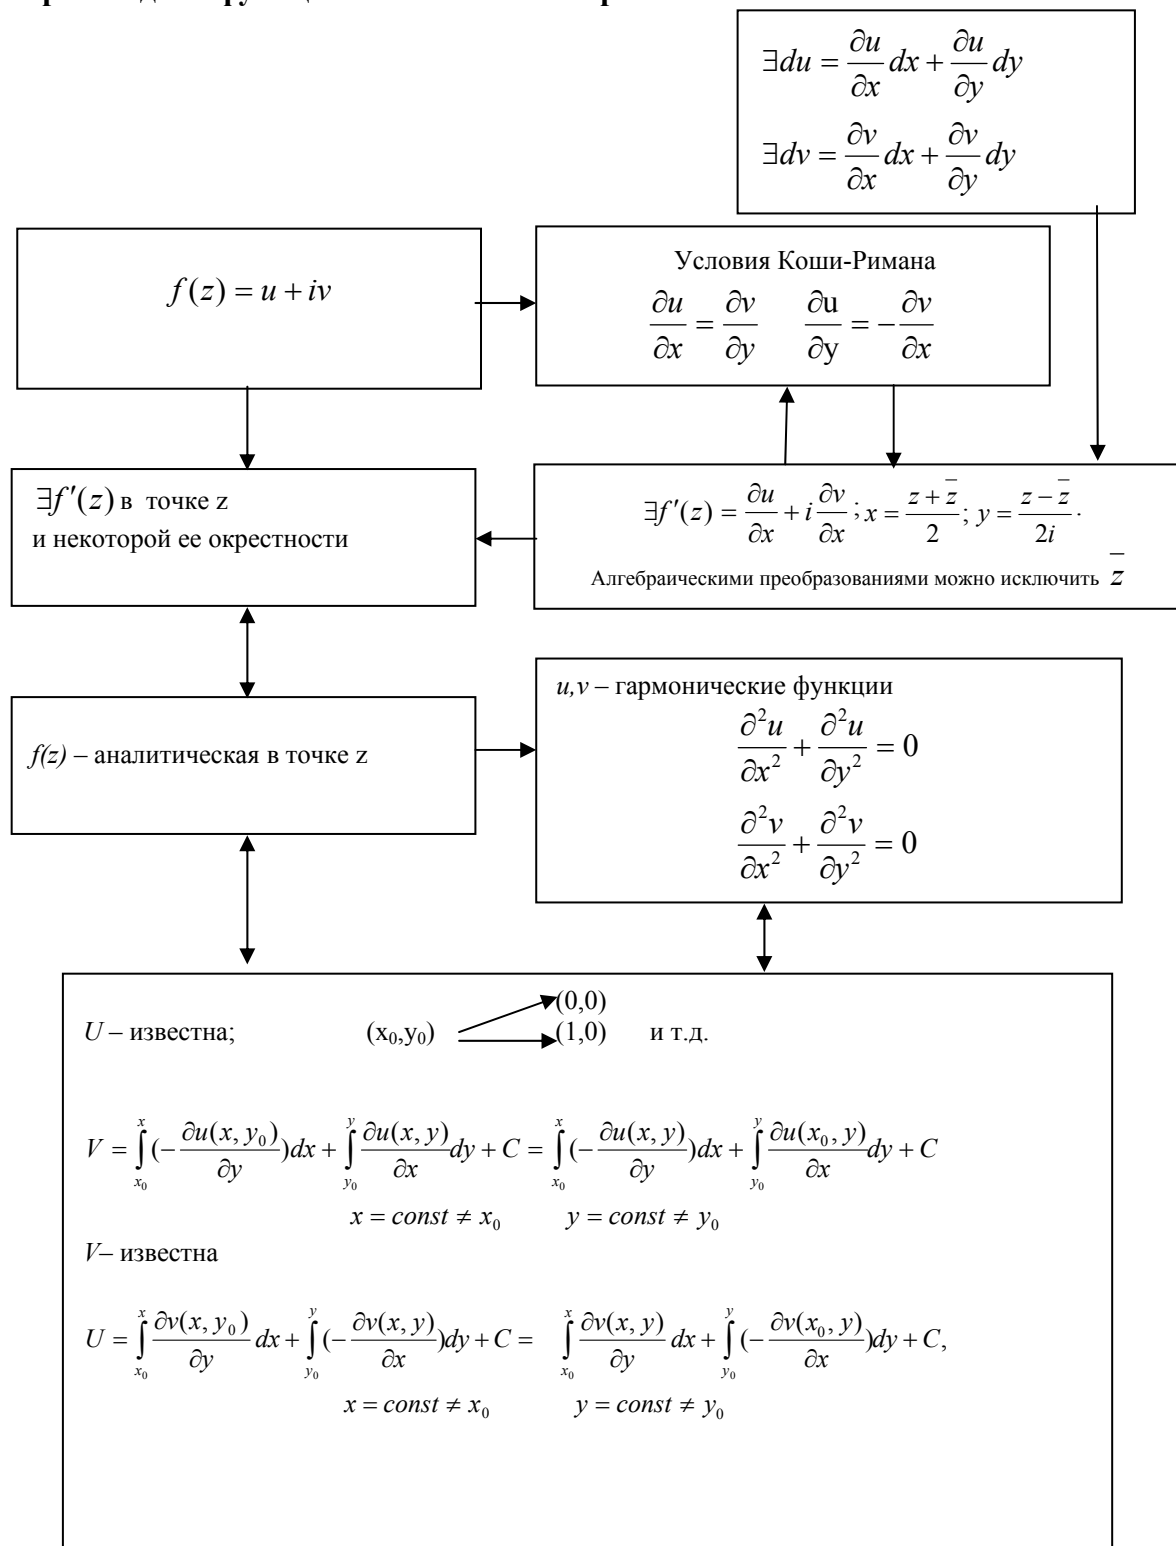 ∃du = ∂u/∂x dx + ∂u/∂y dy
∃dv = ∂v/∂x dx + ∂v/∂y dy
f(z) = u + iv
Условия Коши-Римана
∂u/∂x = ∂v/∂y ∂u/∂y = −∂v/∂x
∃f′(z) в точке z
и некоторой ее окрестности
∃f′(z) = ∂u/∂x + i ∂v/∂x ; x = (z + z̅)/2 ; y = (z − z̅)/2i .
Алгебраическими преобразованиями можно исключить z̅
f(z) – аналитическая в точке z
u,v – гармонические функции
∂²u/∂x² + ∂²u/∂y² = 0
∂²v/∂x² + ∂²v/∂y² = 0
(0,0)
U – известна; (x₀,y₀) (1,0) и т.д.
V = ∫_{x₀}^{x} (−∂u(x, y₀)/∂y)dx + ∫_{y₀}^{y} ∂u(x, y)/∂x dy + C = ∫_{x₀}^{x} (−∂u(x, y)/∂y)dx + ∫_{y₀}^{y} ∂u(x₀, y)/∂x dy + C
x = const ≠ x₀ y = const ≠ y₀
V– известна
U = ∫_{x₀}^{x} ∂v(x, y₀)/∂y dx + ∫_{y₀}^{y} (−∂v(x, y)/∂x)dy + C = ∫_{x₀}^{x} ∂v(x, y)/∂y dx + ∫_{y₀}^{y} (−∂v(x₀, y)/∂x)dy + C,
x = const ≠ x₀ y = const ≠ y₀